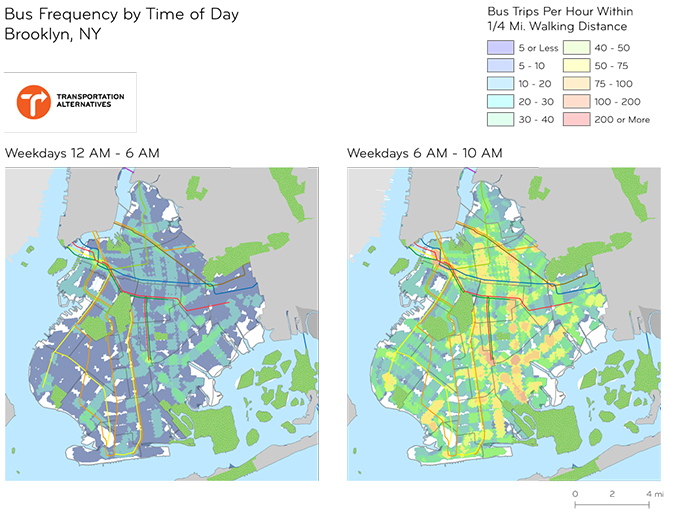 Bus Frequency by Time of Day
Brooklyn, NY
TRANSPORTATION
ALTERNATIVES
Bus Trips Per Hour Within
1/4 Mi. Walking Distance
5 or Less
5 - 10
10 - 20
20 - 30
30 - 40
40 - 50
50 - 75
75 - 100
100 - 200
200 or More
Weekdays 12 AM - 6 AM
Weekdays 6 AM - 10 AM
0 2 4 mi